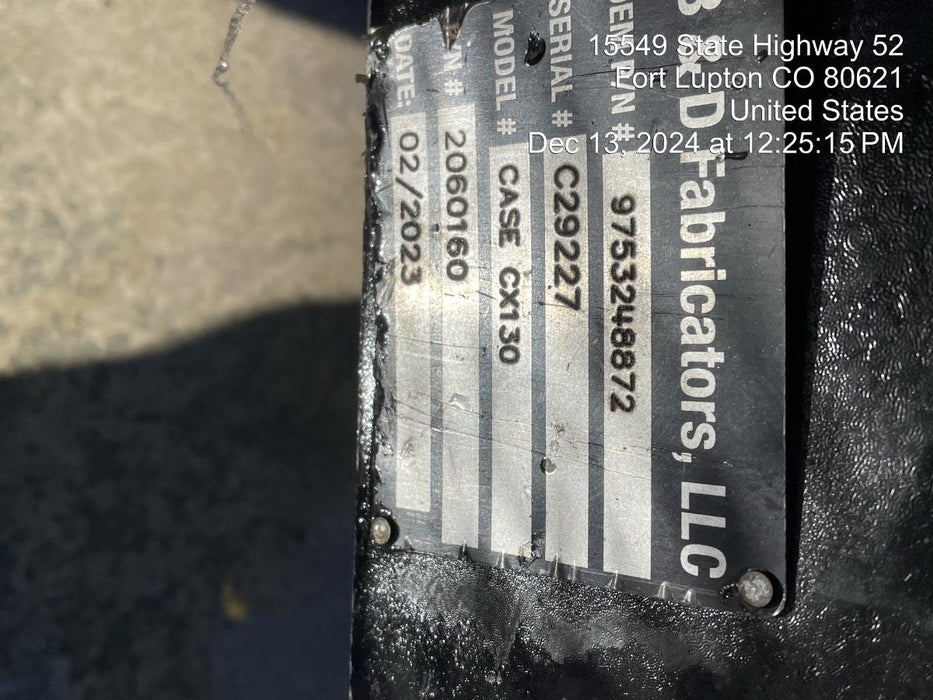 15549 State Highway 52
Fort Lupton CO 80621
United States
Dec 13, 2024 at 12:25:15 PM
& D Fabricators, LLC
9753248872
SERIAL # C29227
MODEL # CASE CX130
2060160
DATE: 02/2023